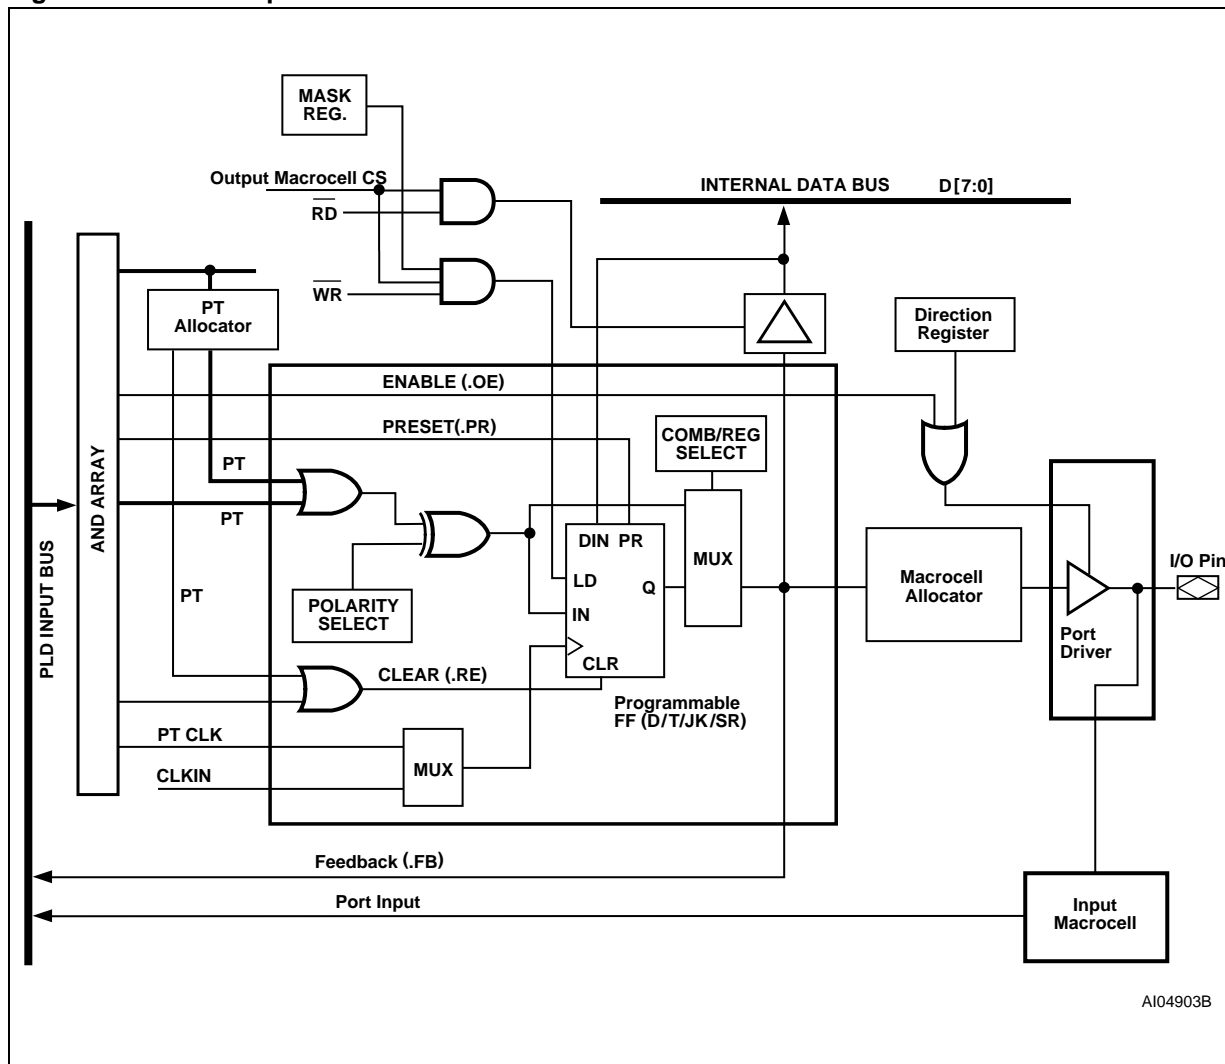 MASK
REG.
Output Macrocell CS
RD
WR
INTERNAL DATA BUS D[7:0]
PT
Allocator
Direction
Register
ENABLE (.OE)
PRESET(.PR)
COMB/REG
SELECT
PT
PT
AND ARRAY
PLD INPUT BUS
DIN PR
MUX
LD
Q
IN
CLR
Macrocell
Allocator
I/O Pin
POLARITY
SELECT
PT
Port
Driver
CLEAR (.RE)
Programmable
FF (D/T/JK/SR)
PT CLK
MUX
CLKIN
Feedback (.FB)
Port Input
Input
Macrocell
AI04903B